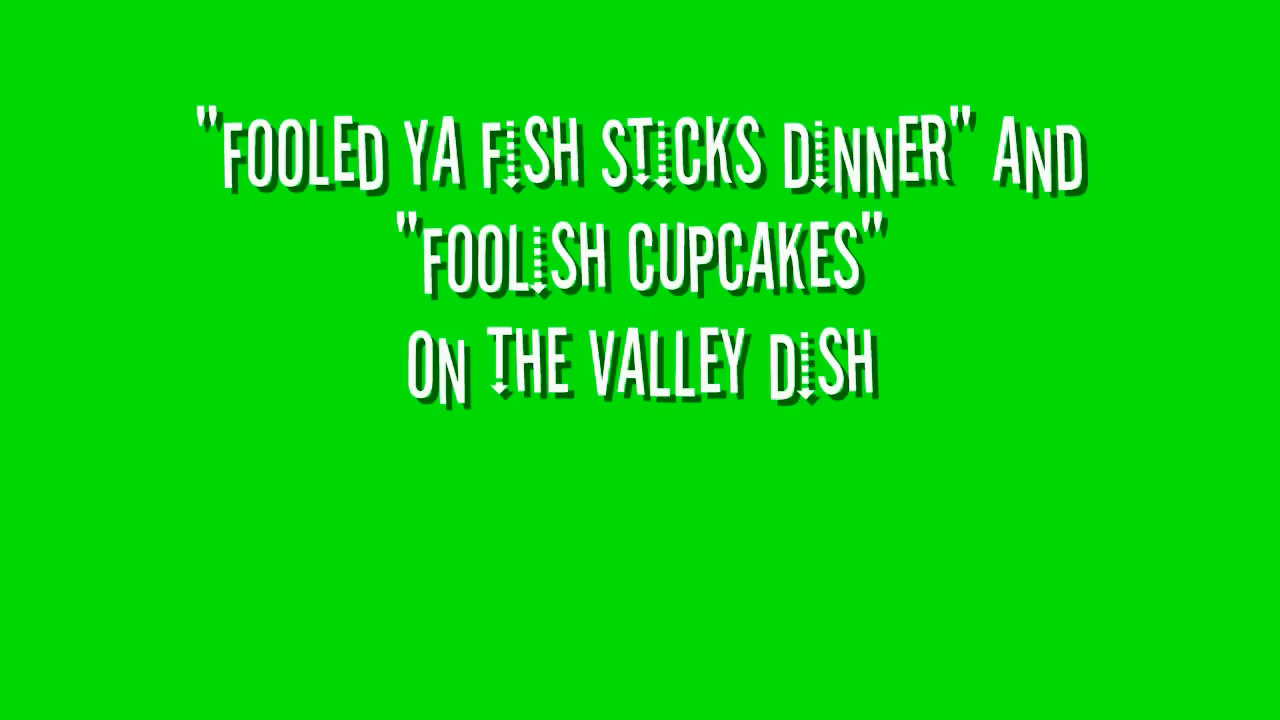 "FOOLED YA FISH STICKS DINNER" AND
"FOOLISH CUPCAKES"
ON THE VALLEY DISH